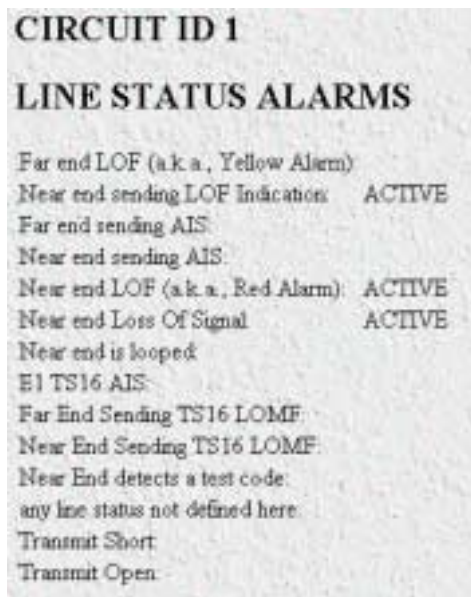 CIRCUIT ID 1
LINE STATUS ALARMS
Far end LOF (a.k.a., Yellow Alarm):
Near end sending LOF Indication: ACTIVE
Far end sending AIS:
Near end sending AIS:
Near end LOF (a.k.a., Red Alarm): ACTIVE
Near end Loss Of Signal: ACTIVE
Near end is looped:
E1 TS16 AIS:
Far End Sending TS16 LOMF:
Near End Sending TS16 LOMF:
Near End detects a test code:
any line status not defined here:
Transmit Short:
Transmit Open: